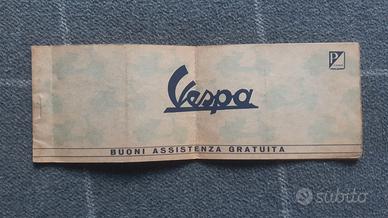 Vespa
P
BUONI ASSISTENZA GRATUITA
subito